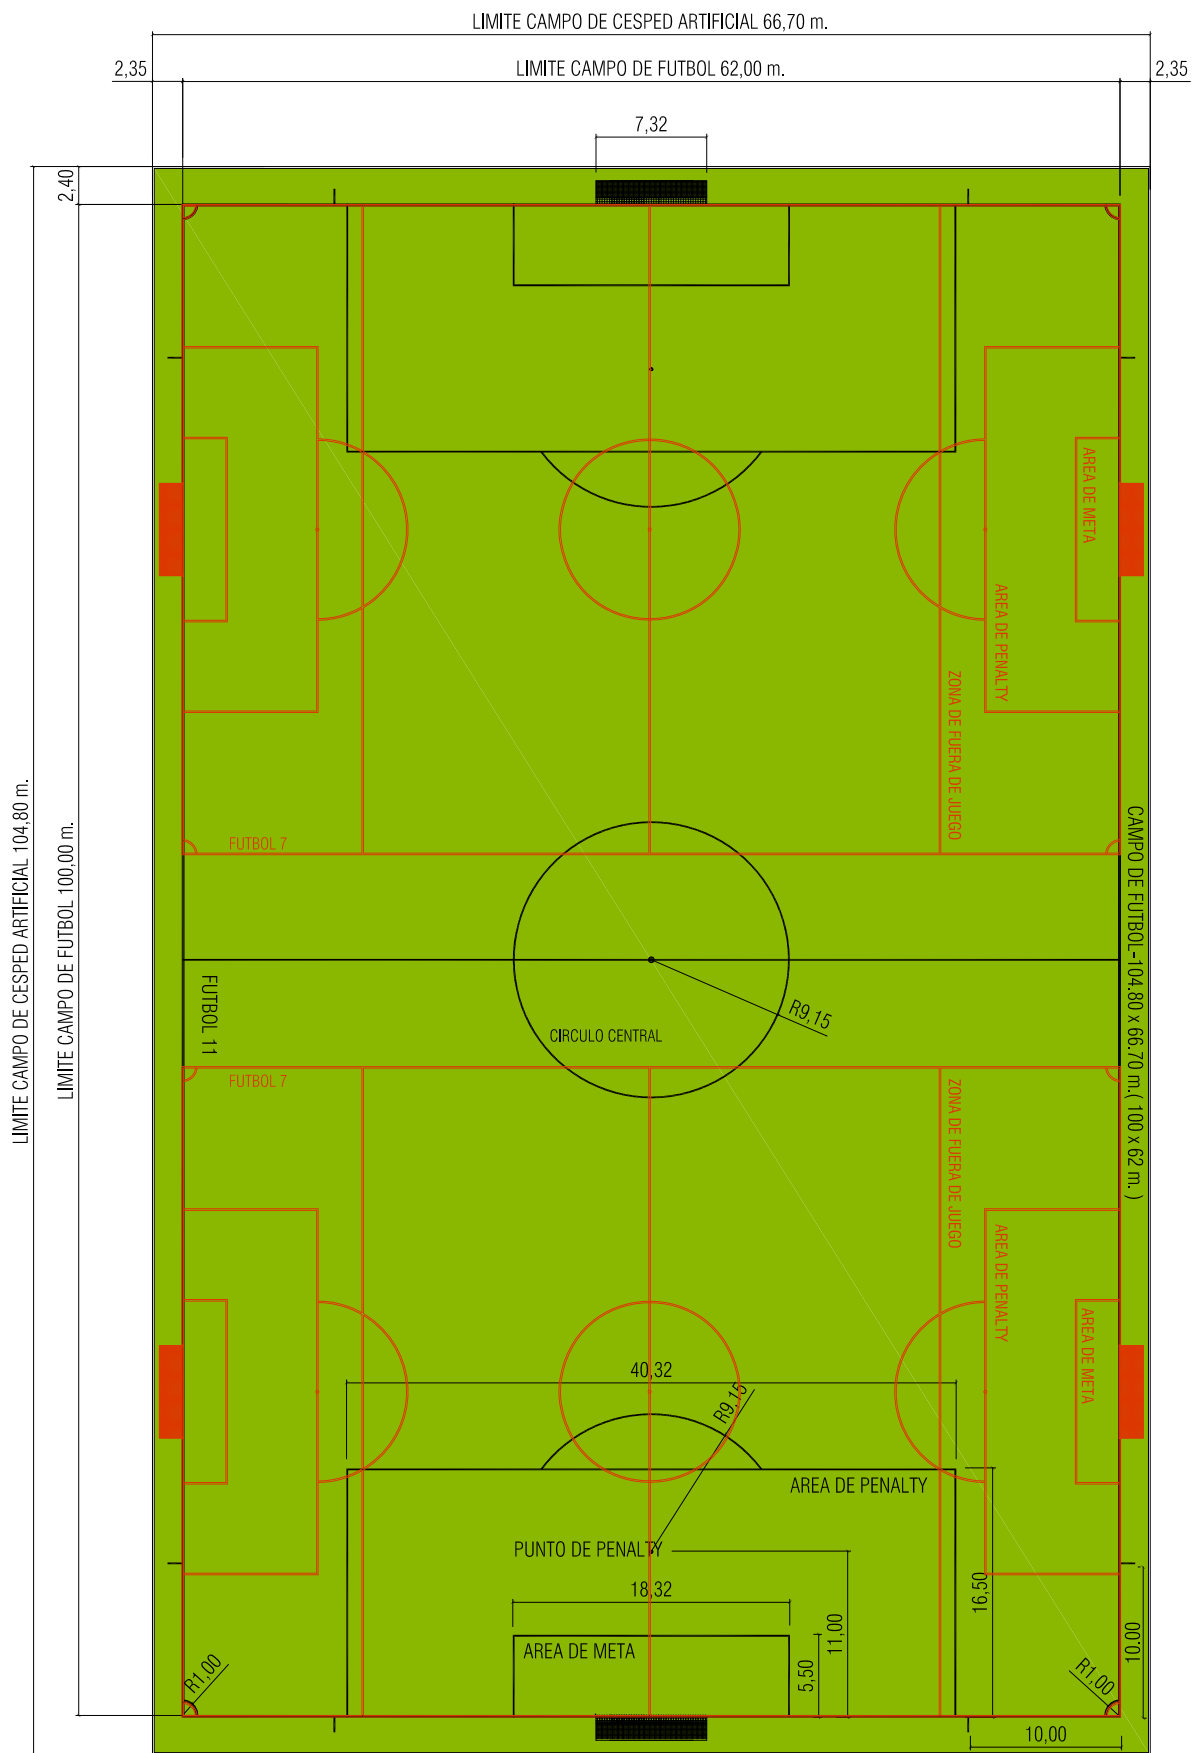 LIMITE CAMPO DE CESPED ARTIFICIAL 66,70 m.
2,35
LIMITE CAMPO DE FUTBOL 62,00 m.
2,35
7,32
2,40
AREA DE META
AREA DE PENALTY
ZONA DE FUERA DE JUEGO
LIMITE CAMPO DE CESPED ARTIFICIAL 104,80 m.
LIMITE CAMPO DE FUTBOL 100,00 m.
FUTBOL 7
CAMPO DE FUTBOL-104.80 x 66.70 m.( 100 x 62 m. )
FUTBOL 11
R9,15
CIRCULO CENTRAL
FUTBOL 7
ZONA DE FUERA DE JUEGO
AREA DE PENALTY
AREA DE META
40,32
R9,15
AREA DE PENALTY
PUNTO DE PENALTY
16,50
18,32
11,00
10,00
AREA DE META
5,50
R1,00
R1,00
10,00